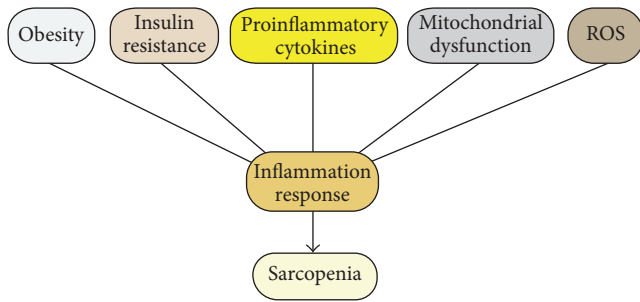 Obesity
Insulin
resistance
Proinflammatory
cytokines
Mitochondrial
dysfunction
ROS
Inflammation
response
Sarcopenia